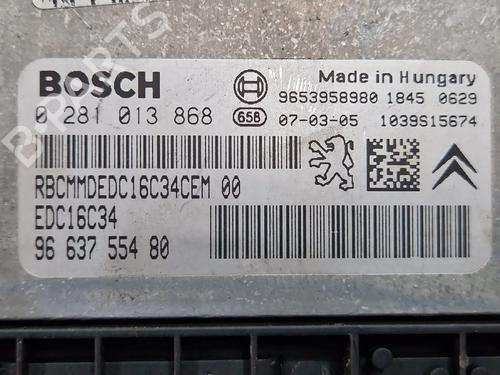 BOSCH
Made in Hungary
9653958980 1845 0629
0 281 013 868 658 07-03-05 1039S15674
RBCMMDEDC16C34CEM 00
EDC16C34
96 637 554 80